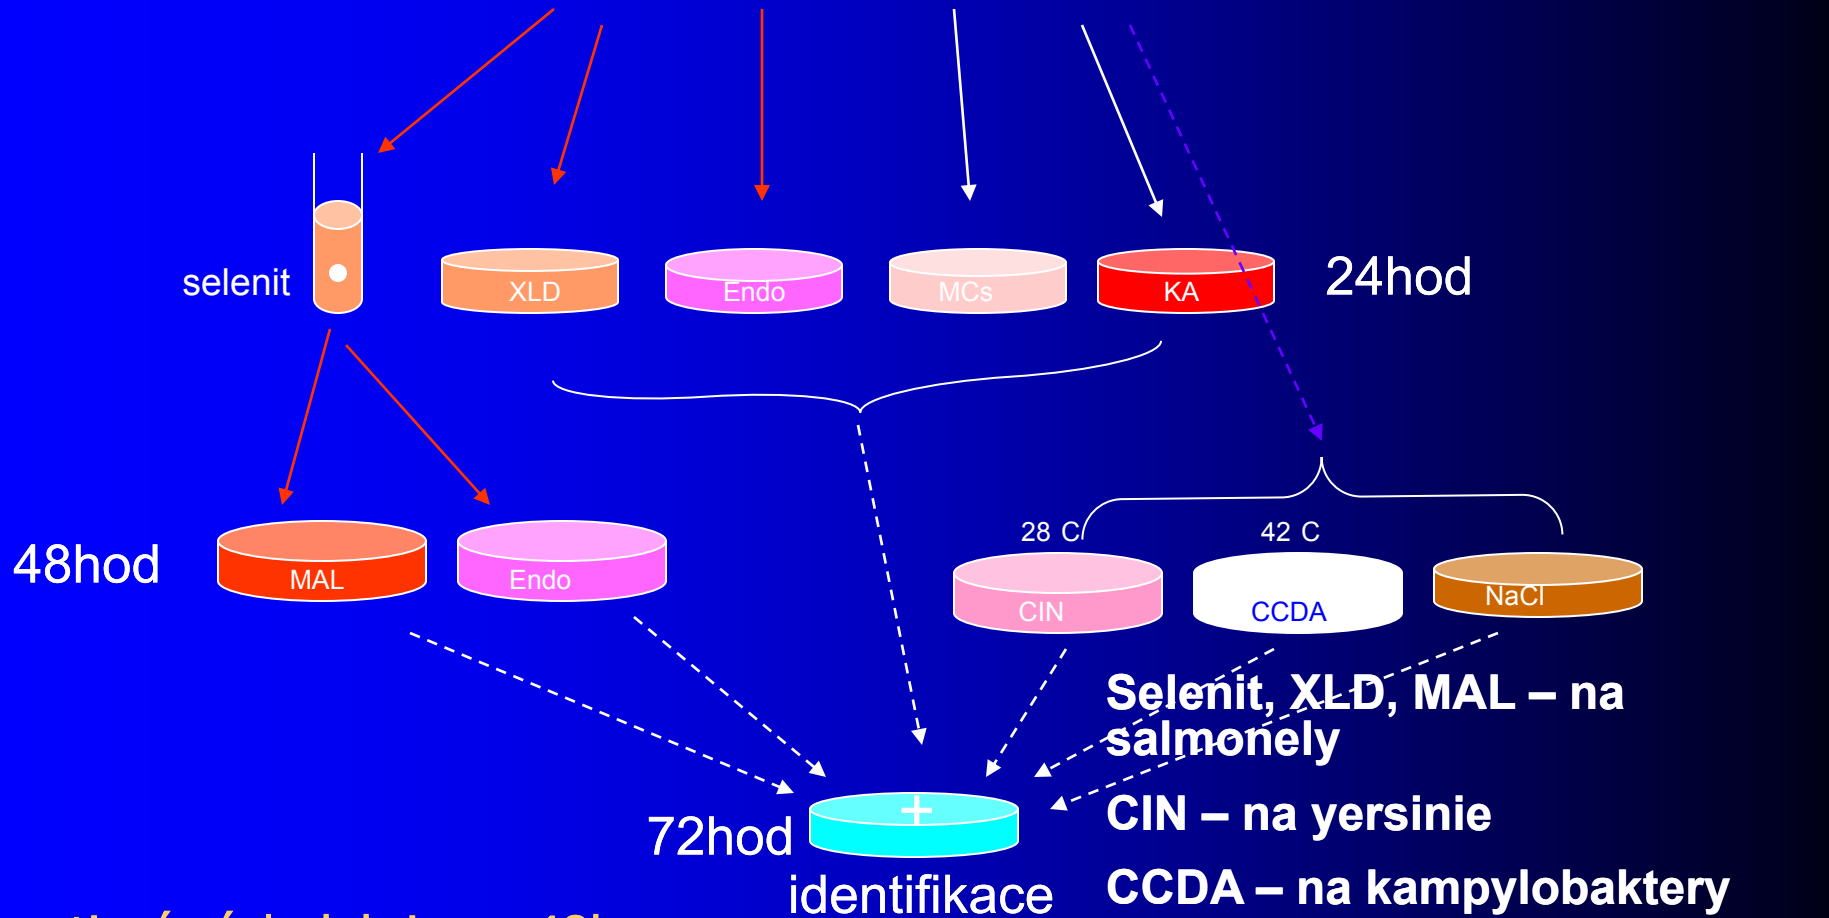 selenit
XLD
Endo
MCs
KA
24hod
48hod
MAL
Endo
28 C
42 C
CIN
CCDA
NaCl
Selenit, XLD, MAL – na
salmonely
CIN – na yersinie
CCDA – na kampylobaktery
72hod
+
identifikace